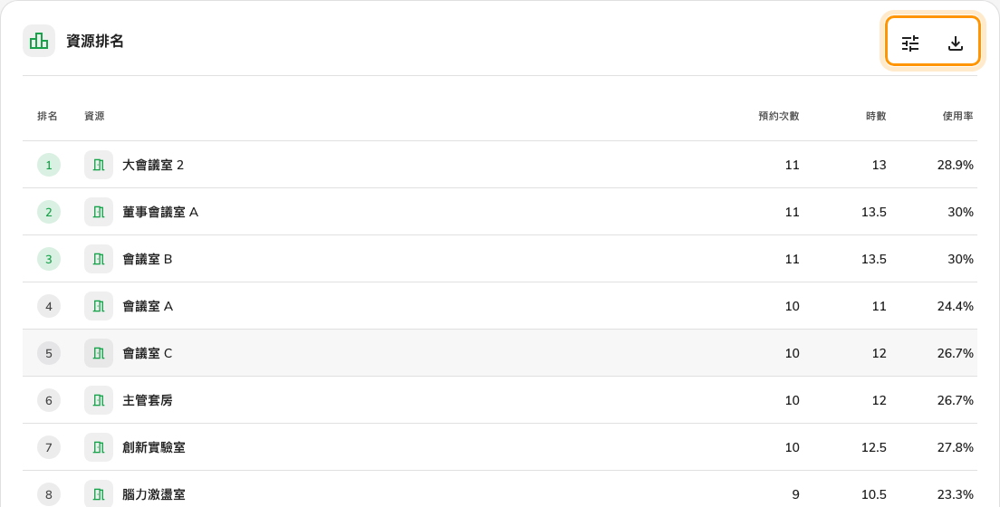 資源排名
排名 資源 預約次數 時數 使用率
1 大會議室 2 11 13 28.9%
2 董事會議室 A 11 13.5 30%
3 會議室 B 11 13.5 30%
4 會議室 A 10 11 24.4%
5 會議室 C 10 12 26.7%
6 主管套房 10 12 26.7%
7 創新實驗室 10 12.5 27.8%
8 腦力激盪室 9 10.5 23.3%